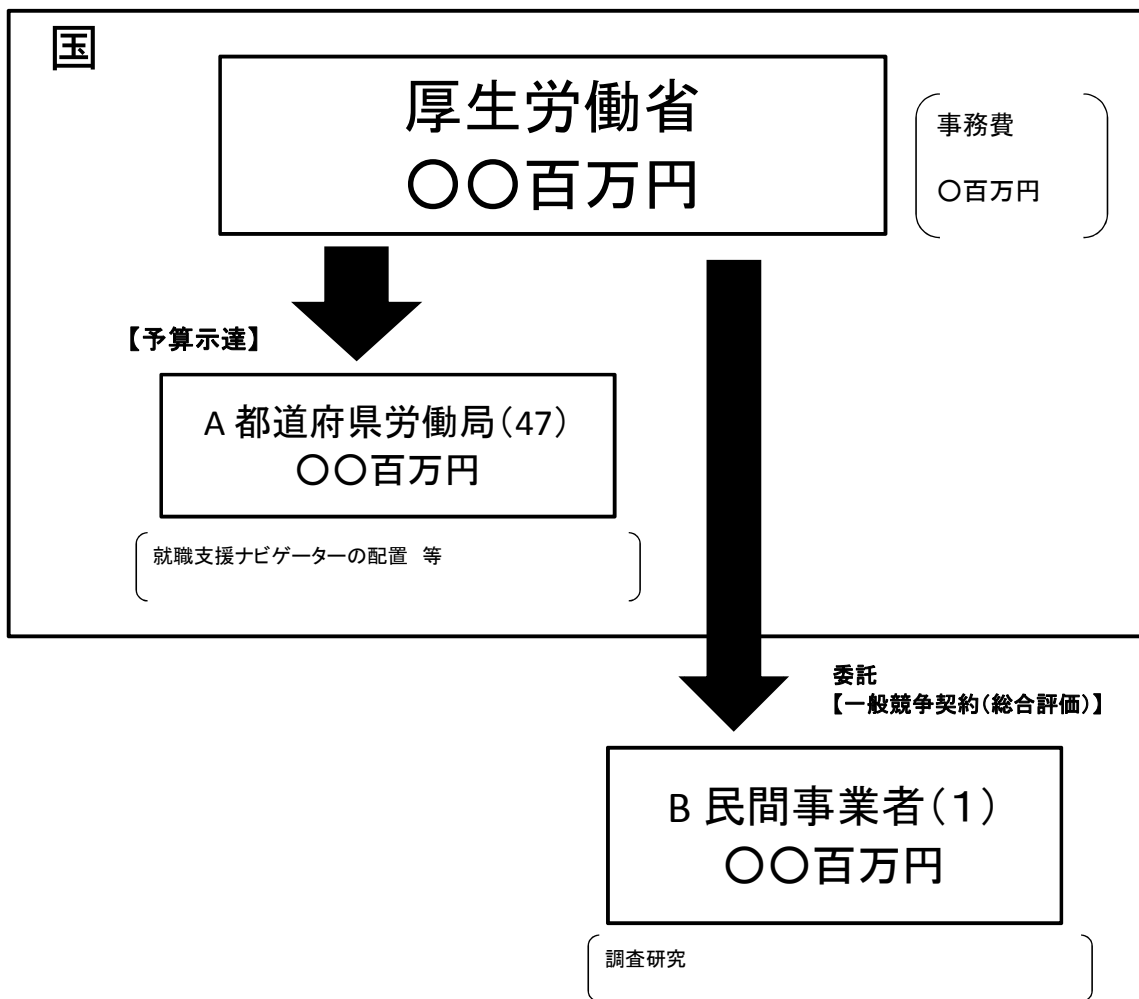 国
厚生労働省
〇〇百万円
事務費
〇百万円
【予算示達】
A 都道府県労働局(47)
〇〇百万円
就職支援ナビゲーターの配置 等
委託
【一般競争契約(総合評価)】
B 民間事業者(１)
〇〇百万円
調査研究